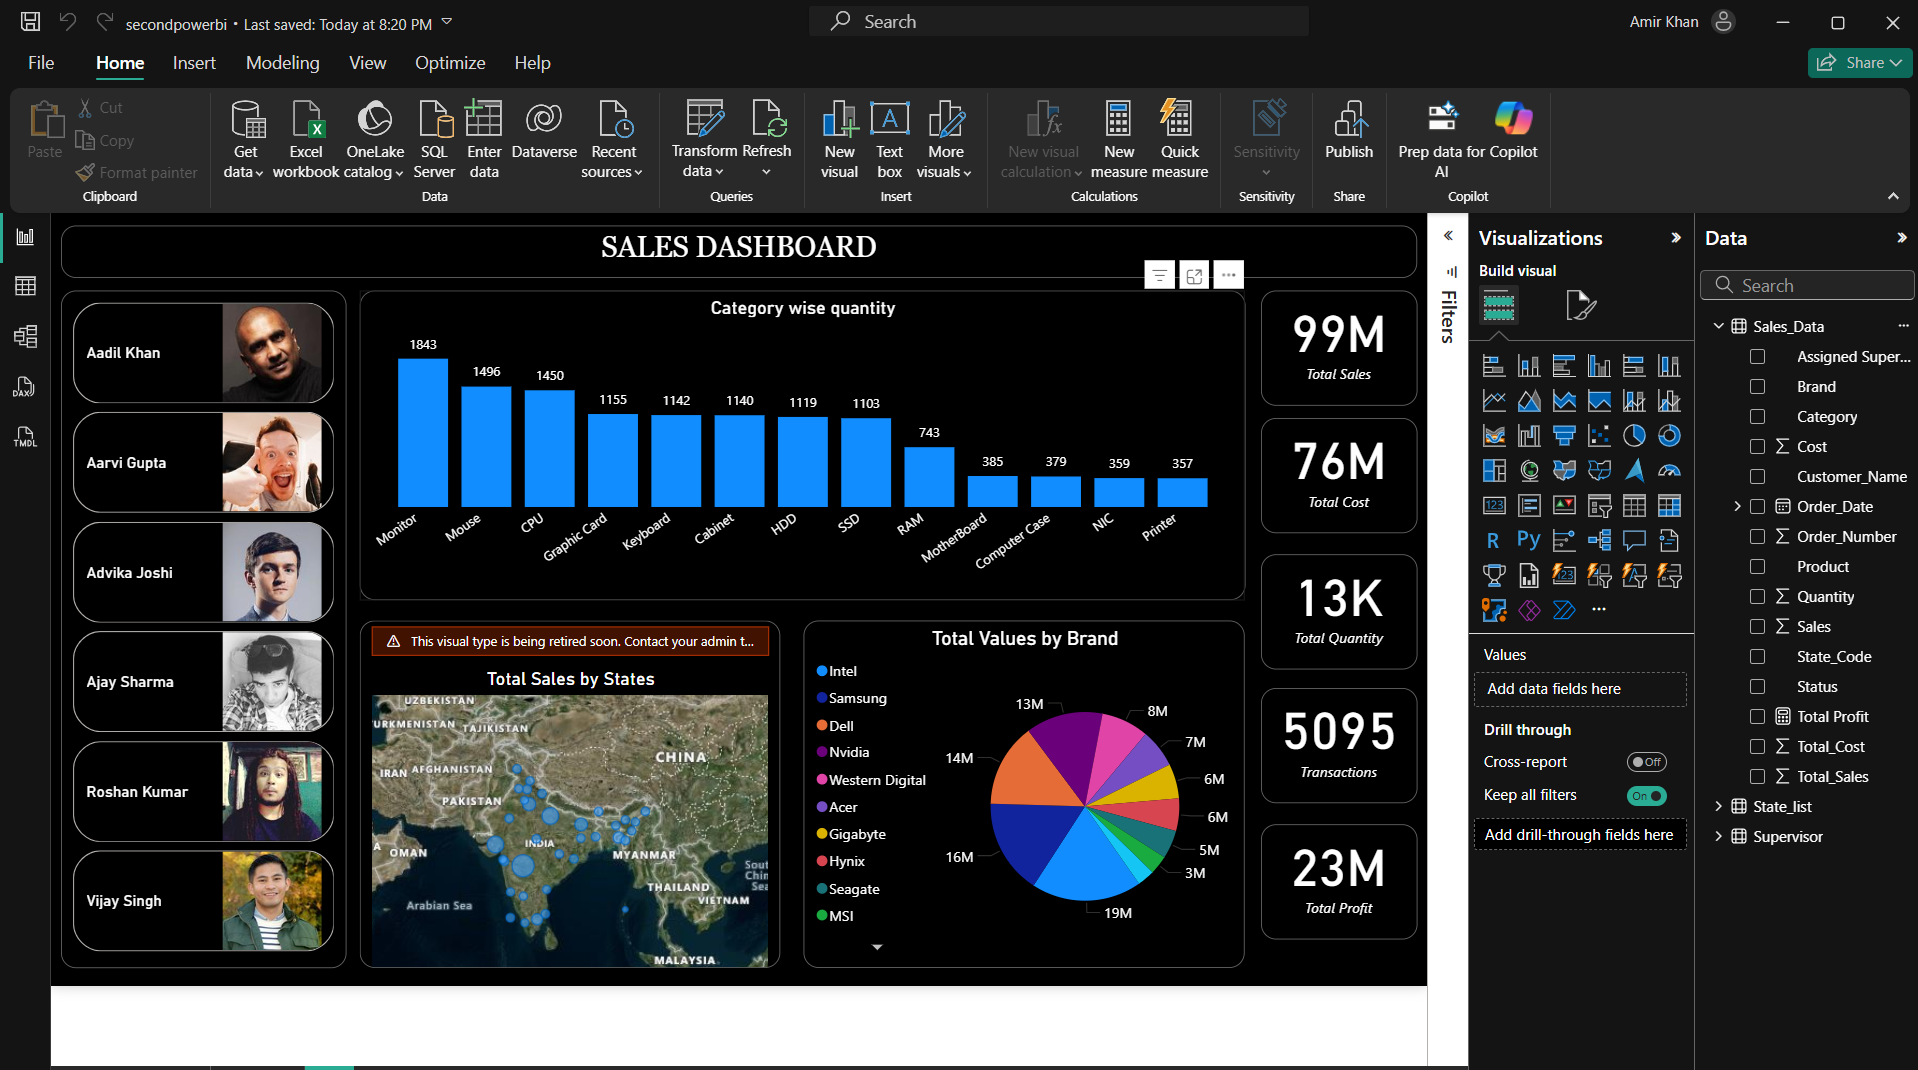 secondpowerbi • Last saved: Today at 8:20 PM
Search
Amir Khan
File
Home
Insert
Modeling
View
Optimize
Help
Share
Paste
Cut
Copy
Format painter
Clipboard
Get data
Excel workbook
OneLake catalog
SQL Server
Enter data
Dataverse
Recent sources
Data
Transform data
Refresh
Queries
New visual
Text box
More visuals
Insert
New visual calculation
New measure
Quick measure
Calculations
Sensitivity
Sensitivity
Publish
Share
Prep data for AI
Copilot
Copilot
DAX
TMDL
SALES DASHBOARD
Aadil Khan
Aarvi Gupta
Advika Joshi
Ajay Sharma
Roshan Kumar
Vijay Singh
Category wise quantity
1843
1496
1450
1155
1142
1140
1119
1103
743
385
379
359
357
Monitor
Mouse
CPU
Graphic Card
Keyboard
Cabinet
HDD
SSD
RAM
MotherBoard
Computer Case
NIC
Printer
This visual type is being retired soon. Contact your admin t...
Total Sales by States
UZBEKISTAN
URKMENISTAN
TAJIKISTAN
CHINA
IRAN
AFGHANISTAN
PAKISTAN
A
OMAN
INDIA
MYANMAR
Sout
Chin
Se
THAILAND
VIETNAM
Arabian Sea
MALAYSIA
Total Values by Brand
Intel
Samsung
Dell
Nvidia
Western Digital
Acer
Gigabyte
Hynix
Seagate
MSI
13M
8M
7M
14M
6M
6M
16M
5M
3M
19M
99M
Total Sales
76M
Total Cost
13K
Total Quantity
5095
Transactions
23M
Total Profit
Filters
Visualizations
Build visual
123
R
Py
123
Values
Add data fields here
Drill through
Cross-report
Off
Keep all filters
On
Add drill-through fields here
Data
Search
Sales_Data
Assigned Super...
Brand
Category
Cost
Customer_Name
Order_Date
Order_Number
Product
Quantity
Sales
State_Code
Status
Total Profit
Total_Cost
Total_Sales
State_list
Supervisor